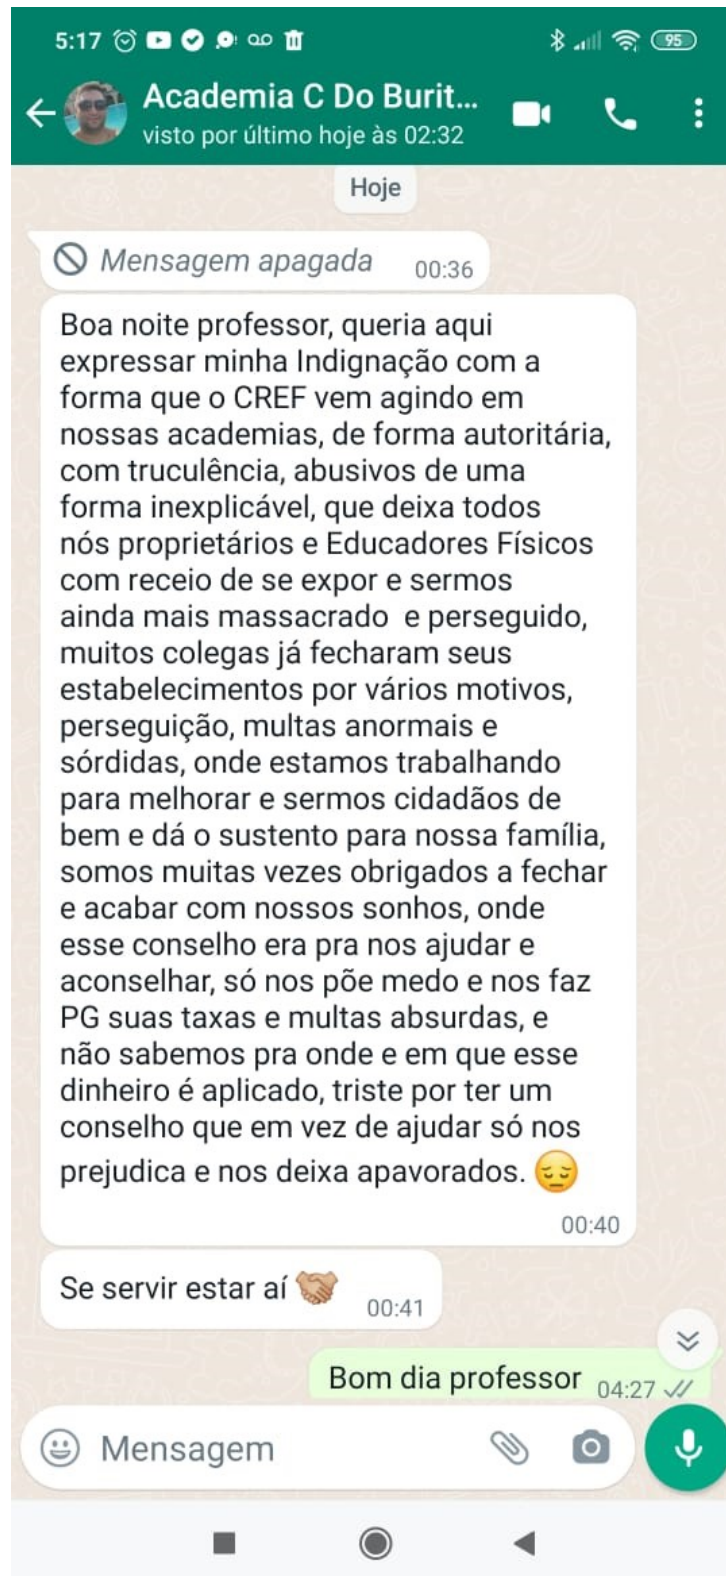 5:17
95
Academia C Do Burit...
visto por último hoje às 02:32
Hoje
Mensagem apagada 00:36
Boa noite professor, queria aqui
expressar minha Indignação com a
forma que o CREF vem agindo em
nossas academias, de forma autoritária,
com truculência, abusivos de uma
forma inexplicável, que deixa todos
nós proprietários e Educadores Físicos
com receio de se expor e sermos
ainda mais massacrado e perseguido,
muitos colegas já fecharam seus
estabelecimentos por vários motivos,
perseguição, multas anormais e
sórdidas, onde estamos trabalhando
para melhorar e sermos cidadãos de
bem e dá o sustento para nossa família,
somos muitas vezes obrigados a fechar
e acabar com nossos sonhos, onde
esse conselho era pra nos ajudar e
aconselhar, só nos põe medo e nos faz
PG suas taxas e multas absurdas, e
não sabemos pra onde e em que esse
dinheiro é aplicado, triste por ter um
conselho que em vez de ajudar só nos
prejudica e nos deixa apavorados. 😔
00:40
Se servir estar aí 🤝 00:41
Bom dia professor 04:27
Mensagem